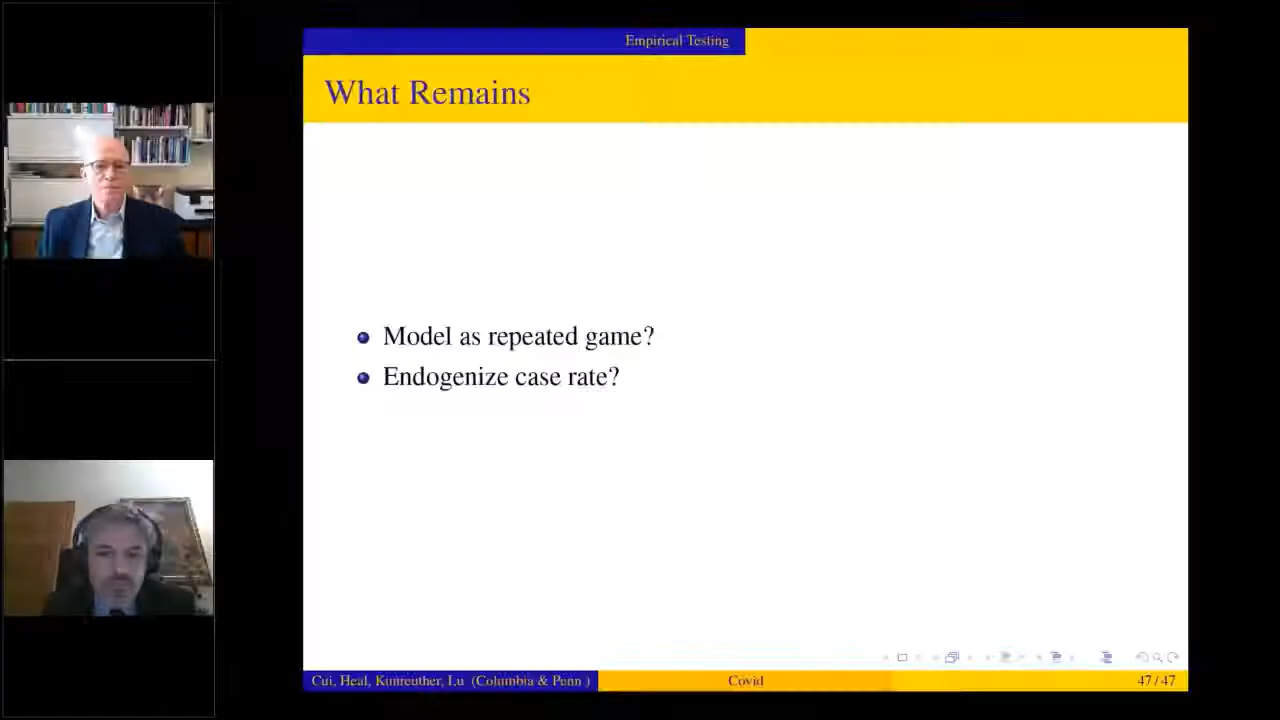 Empirical Testing
What Remains
Model as repeated game?
Endogenize case rate?
Cui, Heal, Kunreuther, Lu (Columbia & Penn )
Covid
47 / 47